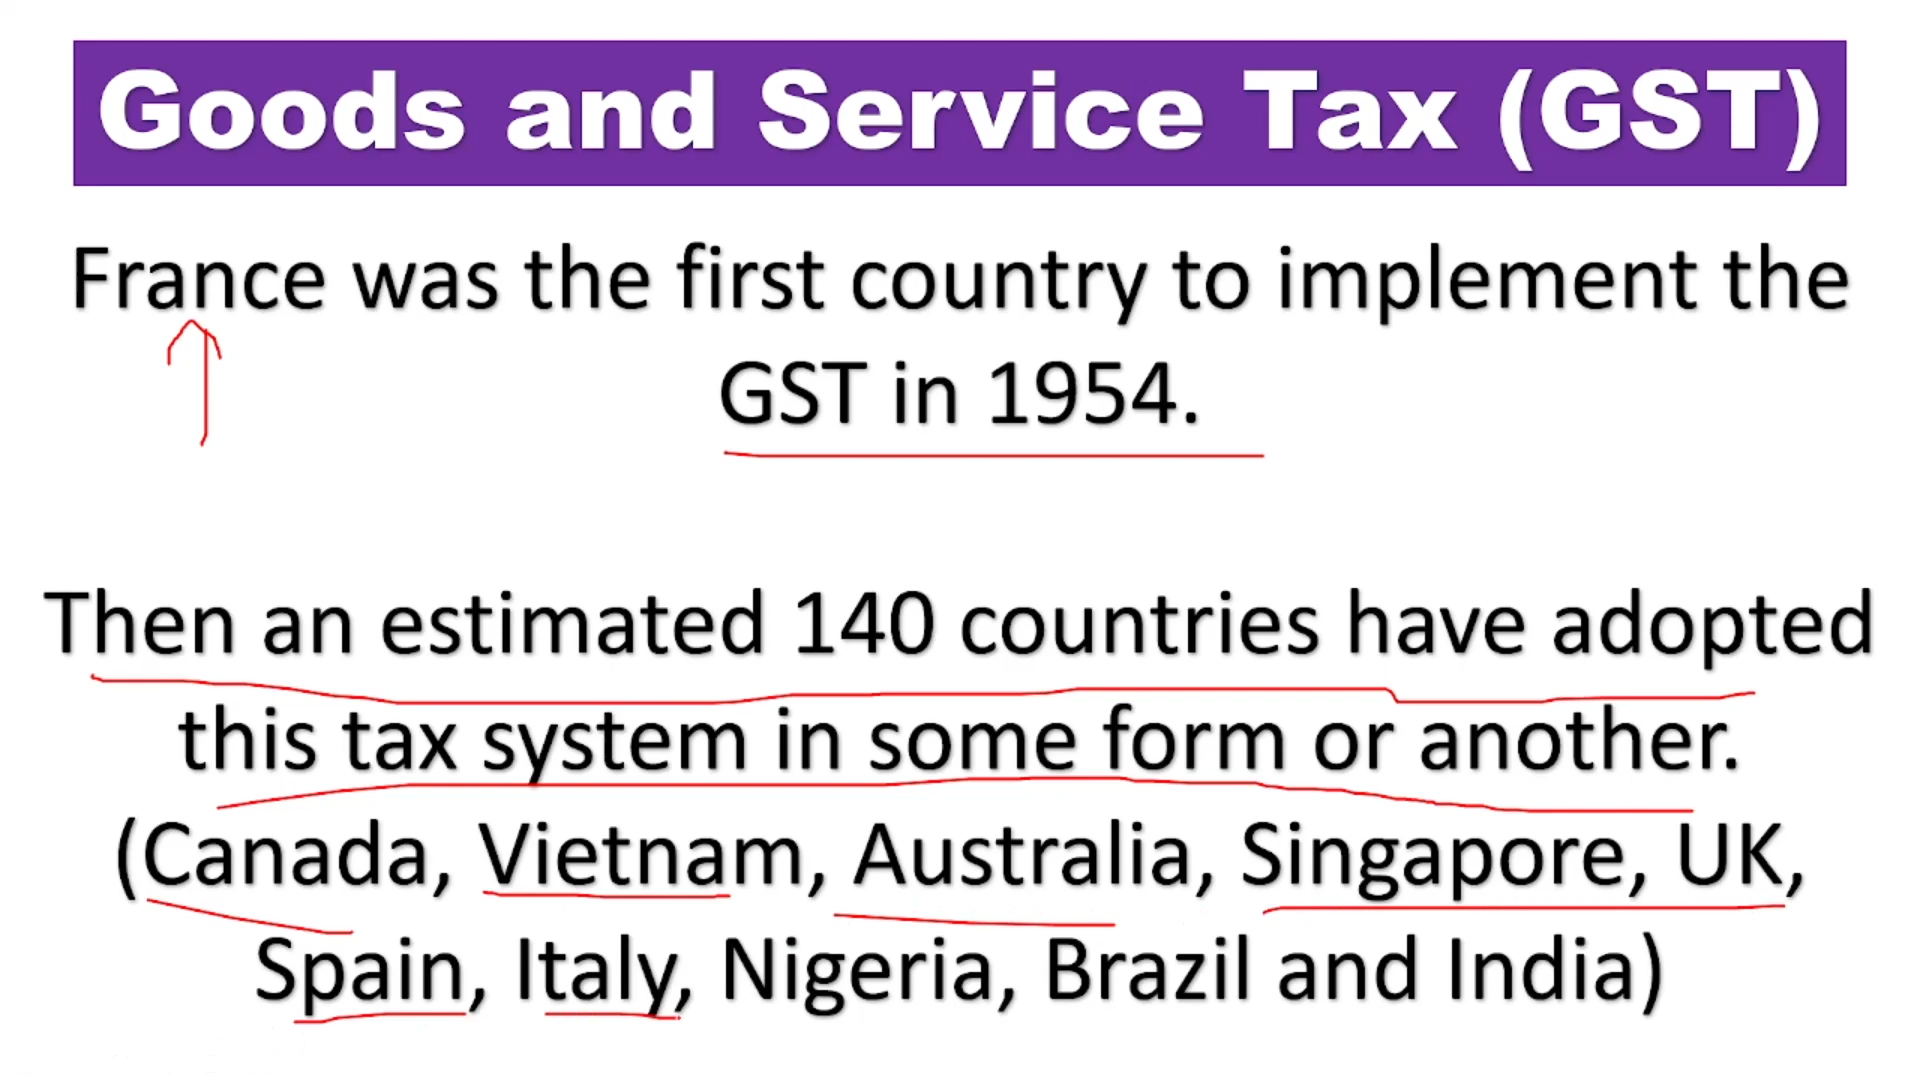 Goods and Service Tax (GST)
France was the first country to implement the
GST in 1954.
Then an estimated 140 countries have adopted
this tax system in some form or another.
(Canada, Vietnam, Australia, Singapore, UK,
Spain, Italy, Nigeria, Brazil and India)